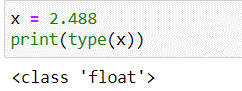 x = 2.488
print(type(x))
<class 'float'>